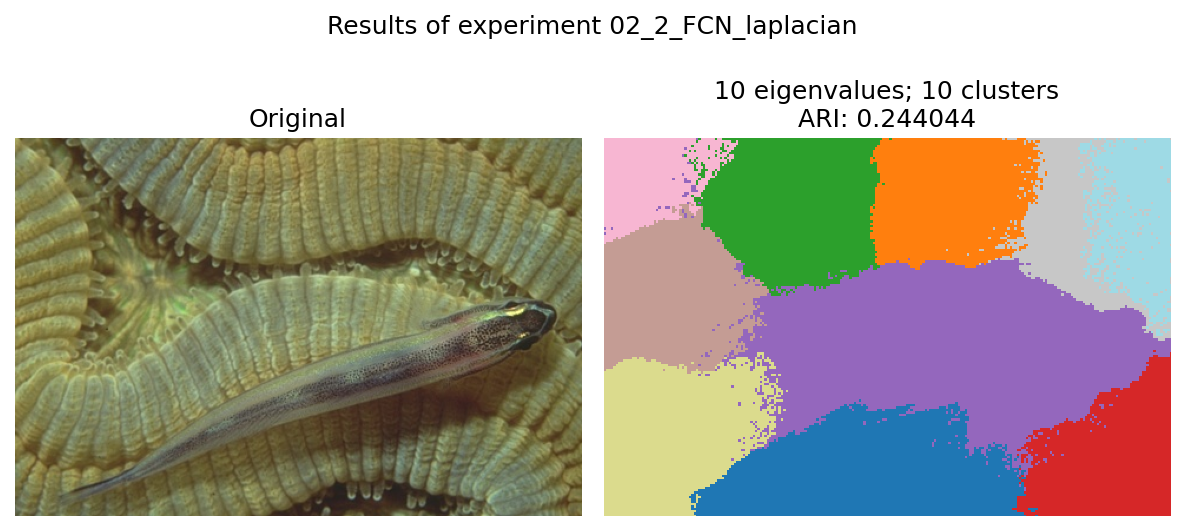 Results of experiment 02_2_FCN_laplacian
Original
10 eigenvalues; 10 clusters
ARI: 0.244044